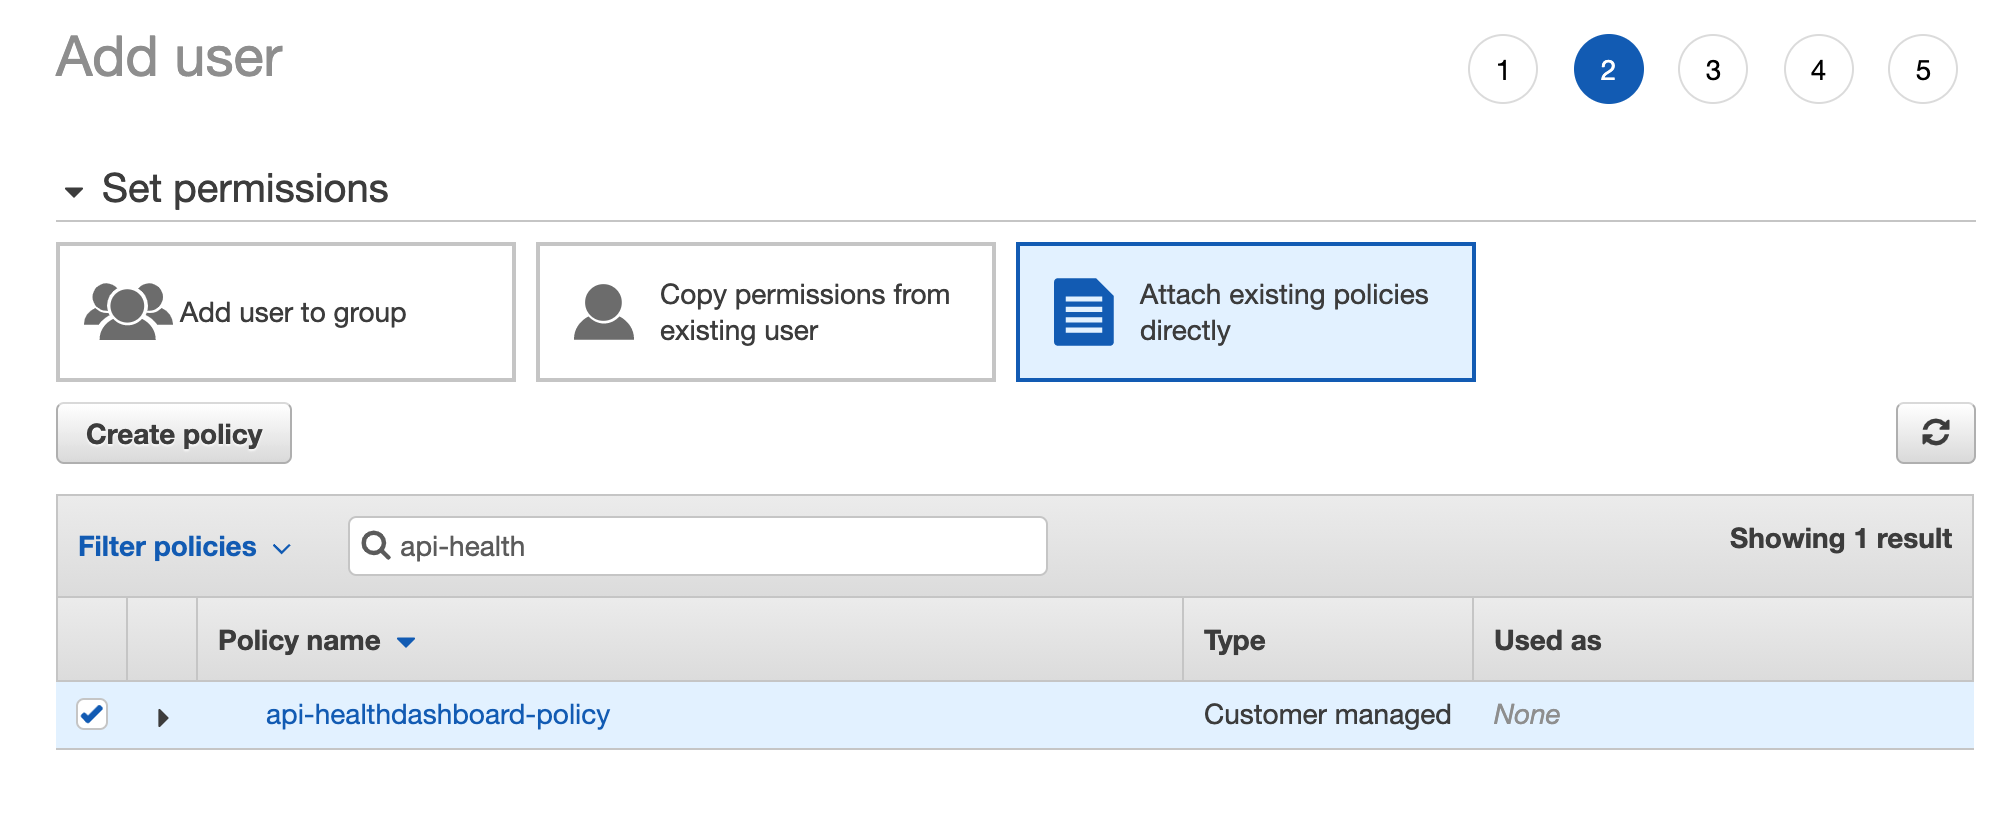 Add user
1 2 3 4 5
Set permissions
Add user to group
Copy permissions from
existing user
Attach existing policies
directly
Create policy
Filter policies
api-health
Showing 1 result
Policy name
Type
Used as
api-healthdashboard-policy
Customer managed
None